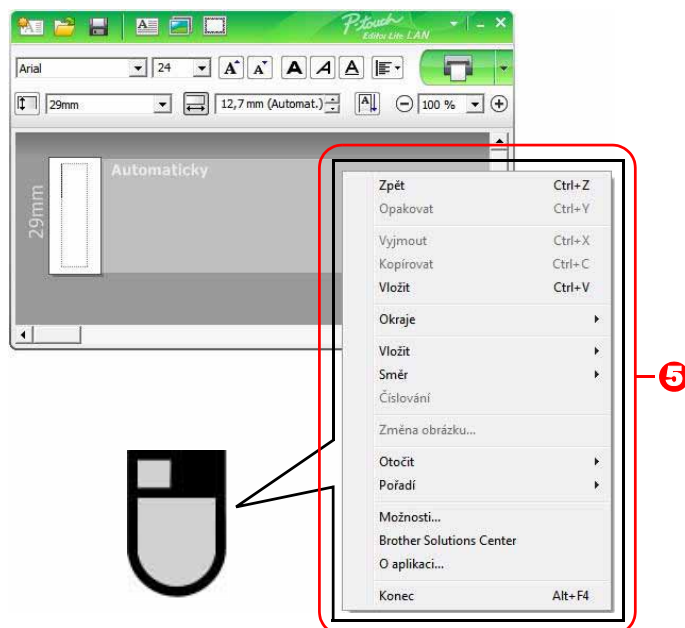 P-touch
Editor Lite LAN
Arial 24 A A A A A
29mm 12,7 mm (Automat.) A 100 %
Automaticky
29mm
Zpět Ctrl+Z
Opakovat Ctrl+Y
Vyjmout Ctrl+X
Kopírovat Ctrl+C
Vložit Ctrl+V
Okraje
Vložit
Směr
Číslování
Změna obrázku...
Otočit
Pořadí
Možnosti...
Brother Solutions Center
O aplikaci...
Konec Alt+F4
5